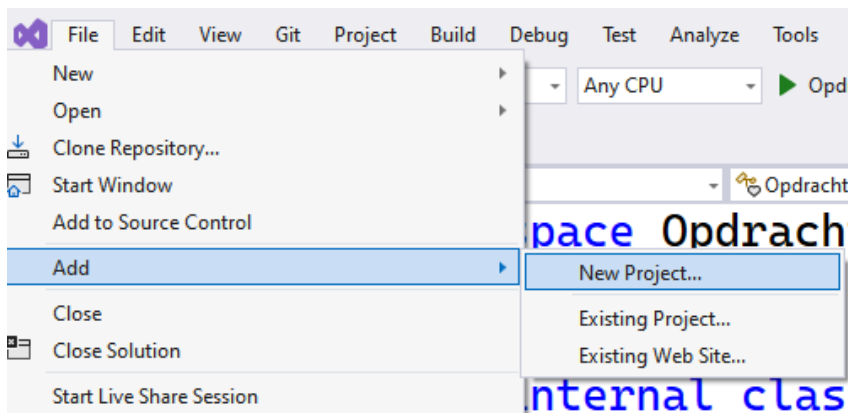 File Edit View Git Project Build Debug Test Analyze Tools
New
Any CPU Opd
Open
Clone Repository...
Start Window
Opdracht
Add to Source Control
pace Opdrach
Add
New Project...
Close
Existing Project...
Close Solution
Existing Web Site...
Start Live Share Session
nternal clas